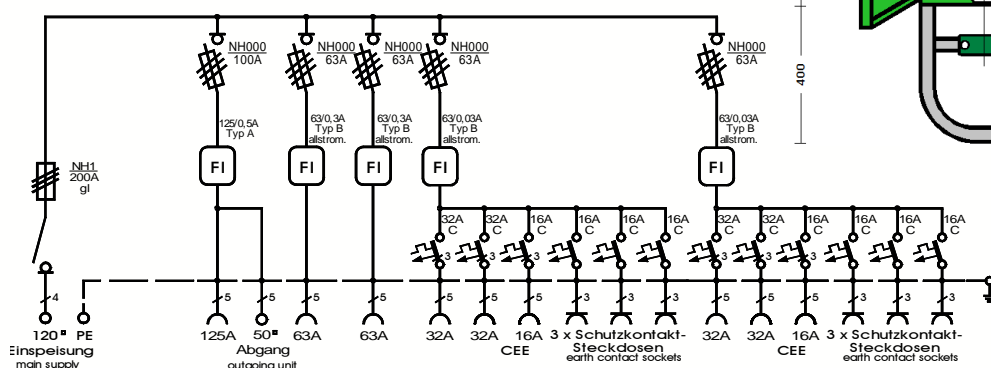 NH000 NH000 NH000 NH000 NH000
100A 63A 63A 63A 63A
400
125/0,5A 63/0,3A 63/0,3A 63/0,03A 63/0,03A
Typ A Typ B Typ B Typ B Typ B
allstrom. allstrom. allstrom. allstrom.
FI FI FI FI FI
NH1
200A
gl
32A 32A 16A 16A 16A 16A 32A 32A 16A 16A 16A 16A
C C C C C C C C C C C C
3 3 3 3 3 3
4 5 5 5 5 5 5 3 3 3 5 5 5 3 3 3
120 PE 125A 50 63A 63A 32A 32A 16A 3 x Schutzkontakt- 32A 32A 16A 3 x Schutzkontakt-
Einspeisung Abgang CEE Steckdosen CEE Steckdosen
main supply outgoing unit earth contact sockets earth contact sockets